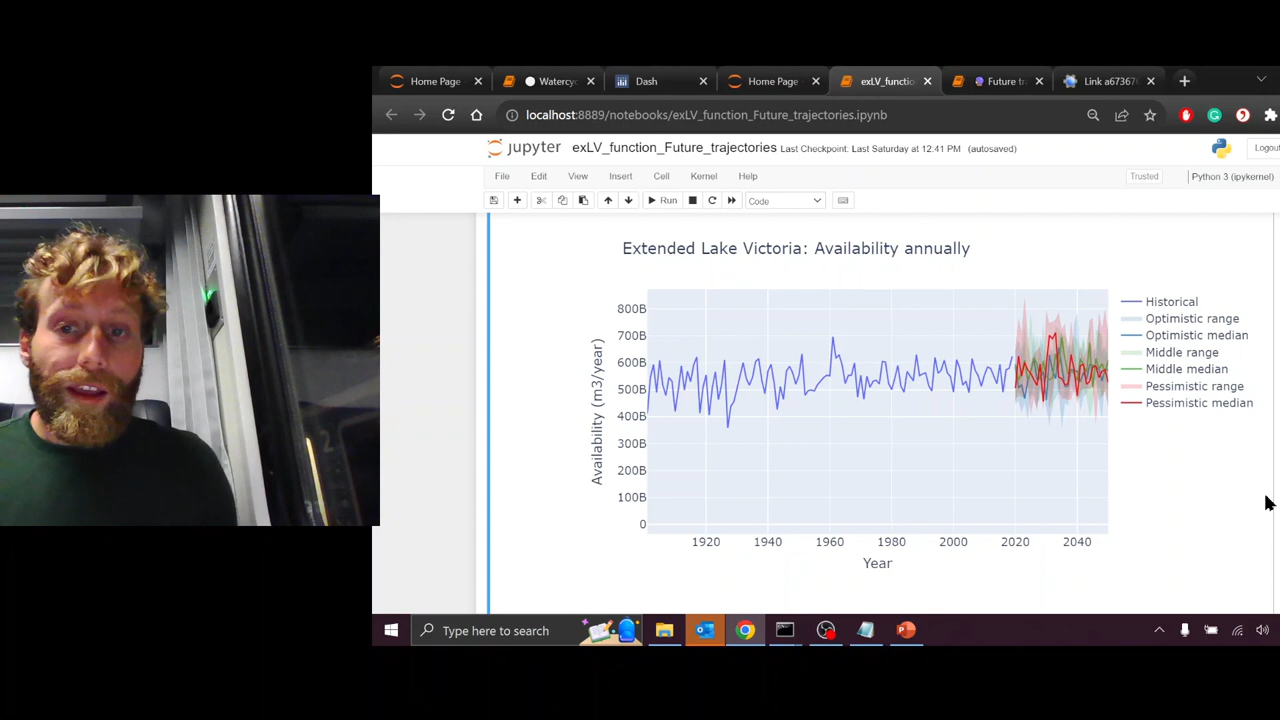 Home Page
Watercyc
Dash
Home Page
exLV_functio
Future tr
Link a67367
localhost:8889/notebooks/exLV_function_Future_trajectories.ipynb
jupyter exLV_function_Future_trajectories Last Checkpoint: Last Saturday at 12:41 PM (autosaved)
Logout
File Edit View Insert Cell Kernel Help
Trusted
Python 3 (ipykernel)
Run
Code
Extended Lake Victoria: Availability annually
Availability (m3/year)
800B
700B
600B
500B
400B
300B
200B
100B
0
1920 1940 1960 1980 2000 2020 2040
Year
Historical
Optimistic range
Optimistic median
Middle range
Middle median
Pessimistic range
Pessimistic median
Type here to search